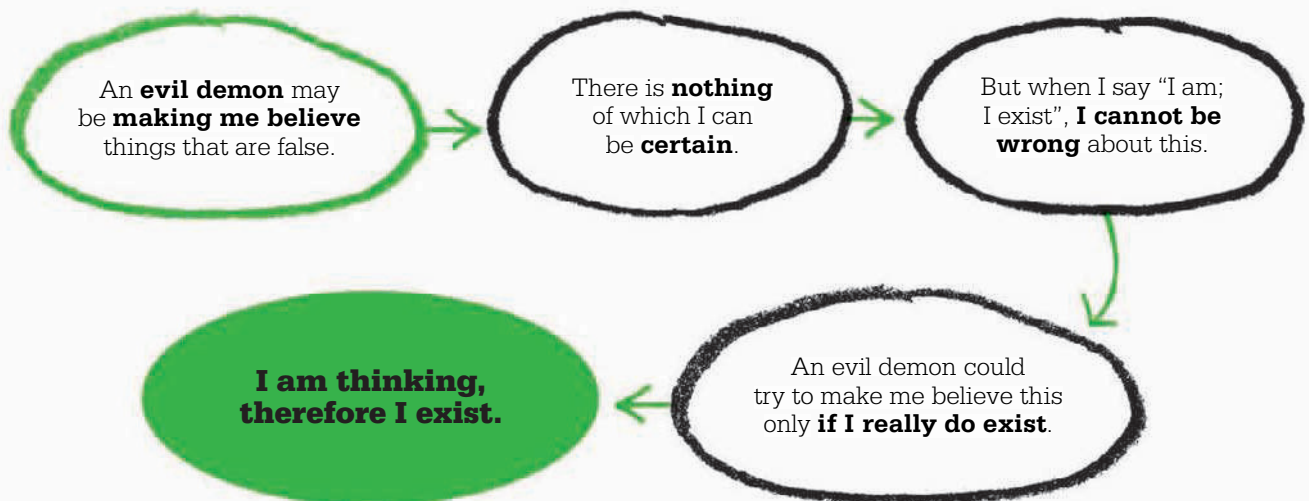 An evil demon may
be making me believe
things that are false.
There is nothing
of which I can
be certain.
But when I say “I am;
I exist”, I cannot be
wrong about this.
An evil demon could
try to make me believe this
only if I really do exist.
I am thinking,
therefore I exist.